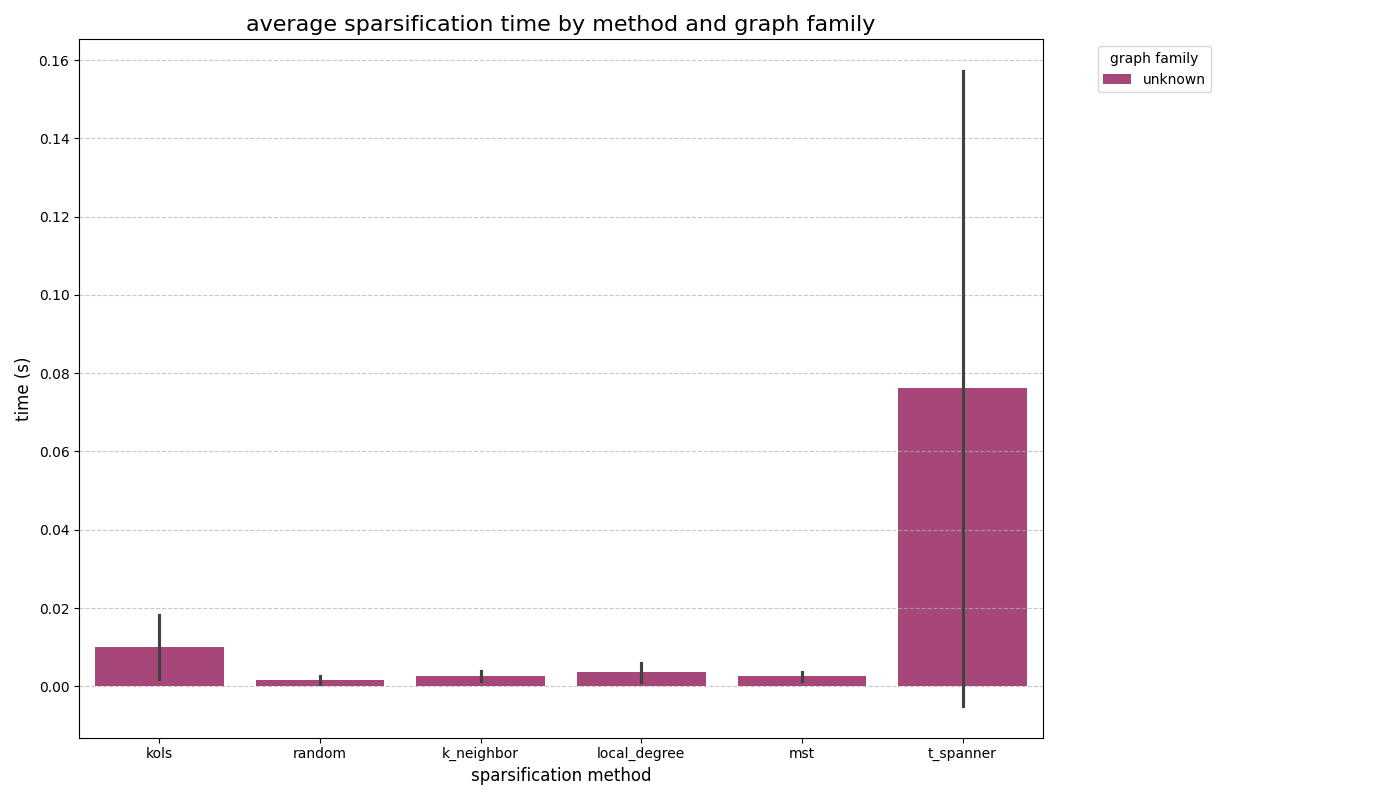 average sparsification time by method and graph family
graph family
unknown
0.16
0.14
0.12
0.10
0.08
0.06
0.04
0.02
0.00
time (s)
kols random k_neighbor local_degree mst t_spanner
sparsification method